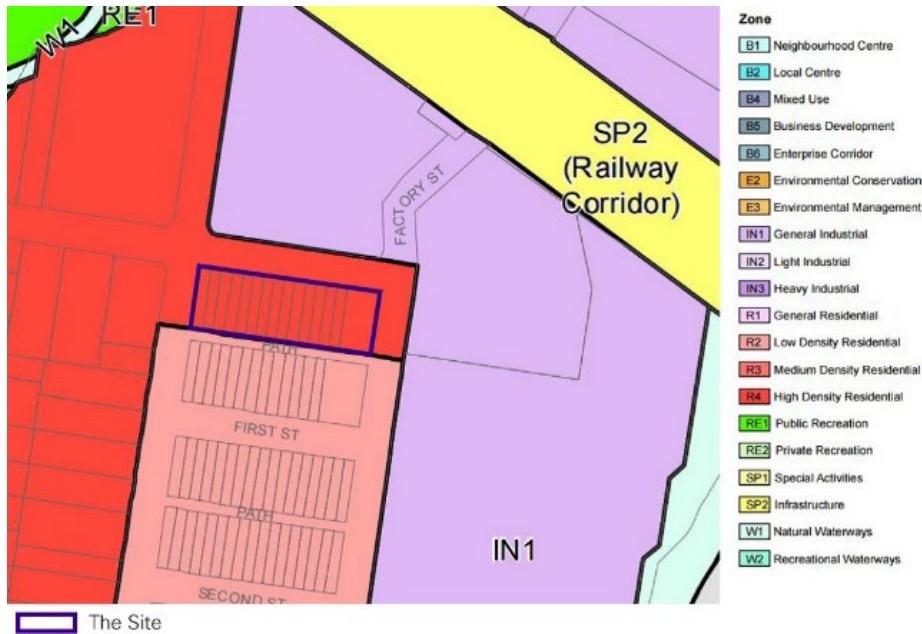 RE1
W1
SP2
(Railway
Corridor)
FACTORY ST
PATH
FIRST ST
PATH
IN1
SECOND ST
Zone
B1 Neighbourhood Centre
B2 Local Centre
B4 Mixed Use
B5 Business Development
B6 Enterprise Corridor
E2 Environmental Conservation
E3 Environmental Management
IN1 General Industrial
IN2 Light Industrial
IN3 Heavy Industrial
R1 General Residential
R2 Low Density Residential
R3 Medium Density Residential
R4 High Density Residential
RE1 Public Recreation
RE2 Private Recreation
SP1 Special Activities
SP2 Infrastructure
W1 Natural Waterways
W2 Recreational Waterways
The Site